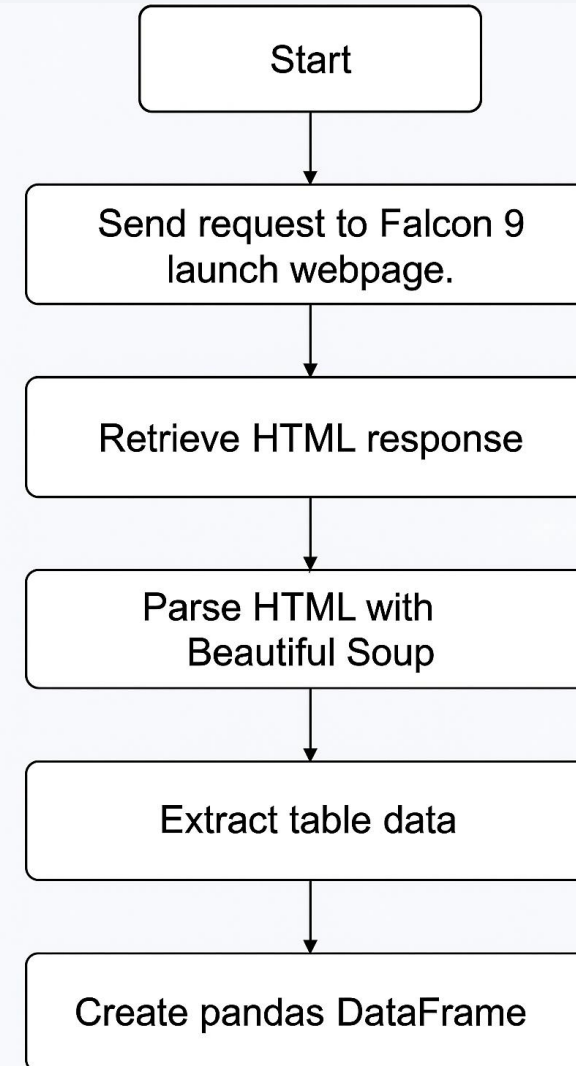 Start
Send request to Falcon 9
launch webpage.
Retrieve HTML response
Parse HTML with
Beautiful Soup
Extract table data
Create pandas DataFrame